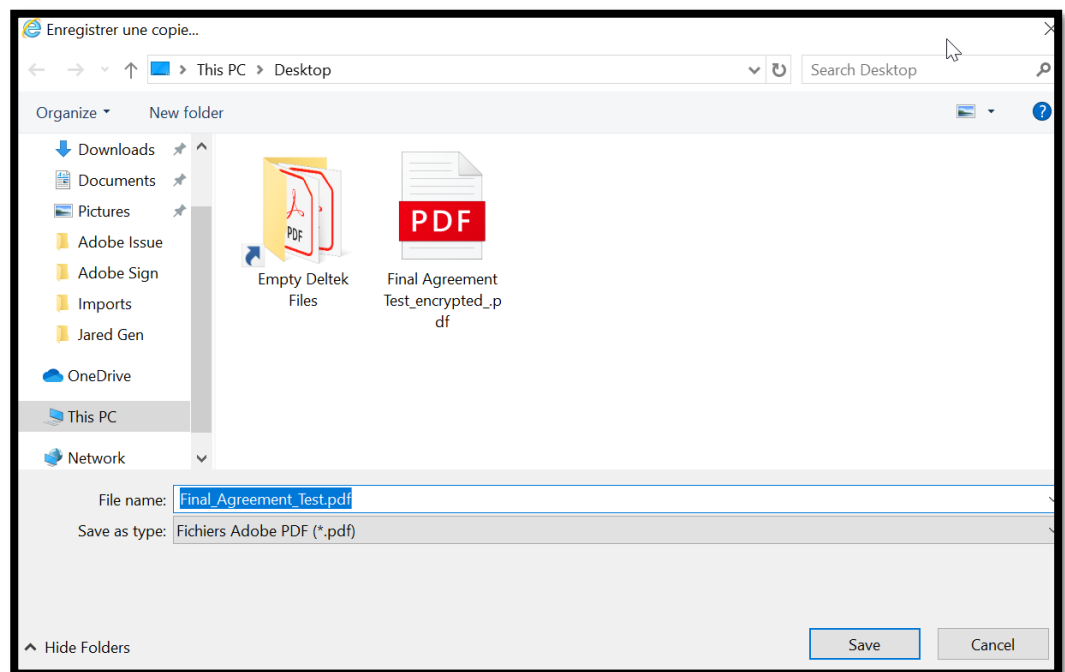 Enregistrer une copie...
This PC > Desktop
Search Desktop
Organize
New folder
?
Downloads
Documents
Pictures
Adobe Issue
Adobe Sign
Imports
Jared Gen
OneDrive
This PC
Network
PDF
Empty Deltek
Files
PDF
Final Agreement
Test_encrypted_.p
df
File name: Final_Agreement_Test.pdf
Save as type: Fichiers Adobe PDF (*.pdf)
Hide Folders
Save
Cancel